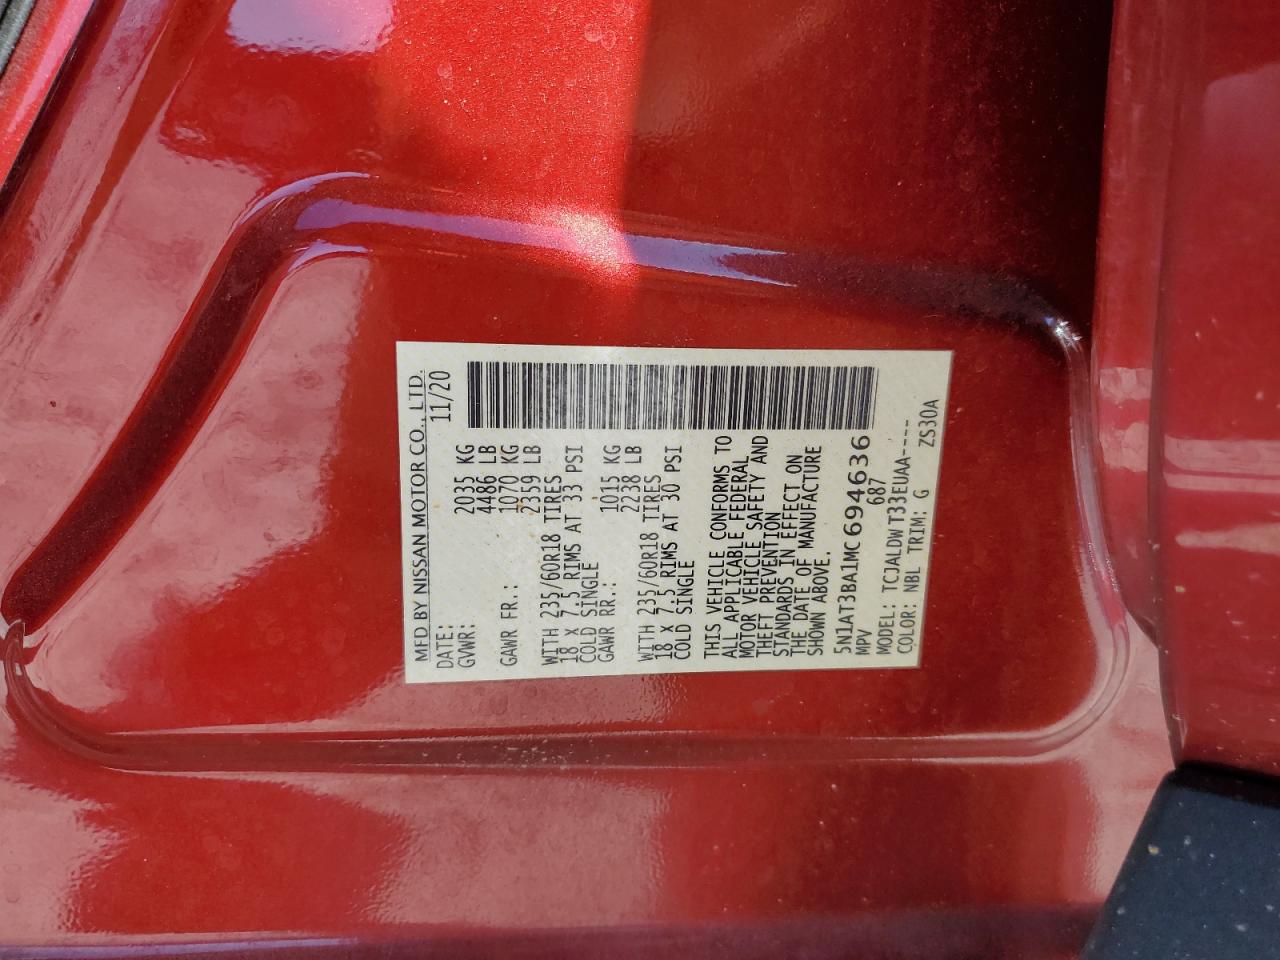 MFD BY NISSAN MOTOR CO., LTD.
DATE: 11/20
GVWR: 2035 KG
4486 LB
GAWR FR.: 1070 KG
2359 LB
WITH 235/60R18 TIRES
18 X 7.5 RIMS AT 33 PSI
COLD SINGLE
GAWR RR.: 1015 KG
2238 LB
WITH 235/60R18 TIRES
18 X 7.5 RIMS AT 30 PSI
COLD SINGLE
THIS VEHICLE CONFORMS TO
ALL APPLICABLE FEDERAL
MOTOR VEHICLE SAFETY AND
THEFT PREVENTION
STANDARDS IN EFFECT ON
THE DATE OF MANUFACTURE
SHOWN ABOVE.
5N1AT3BA1MC694636
MPV 687
MODEL: TCJALDW T33EUAA----
COLOR: NBL TRIM: G ZS30A